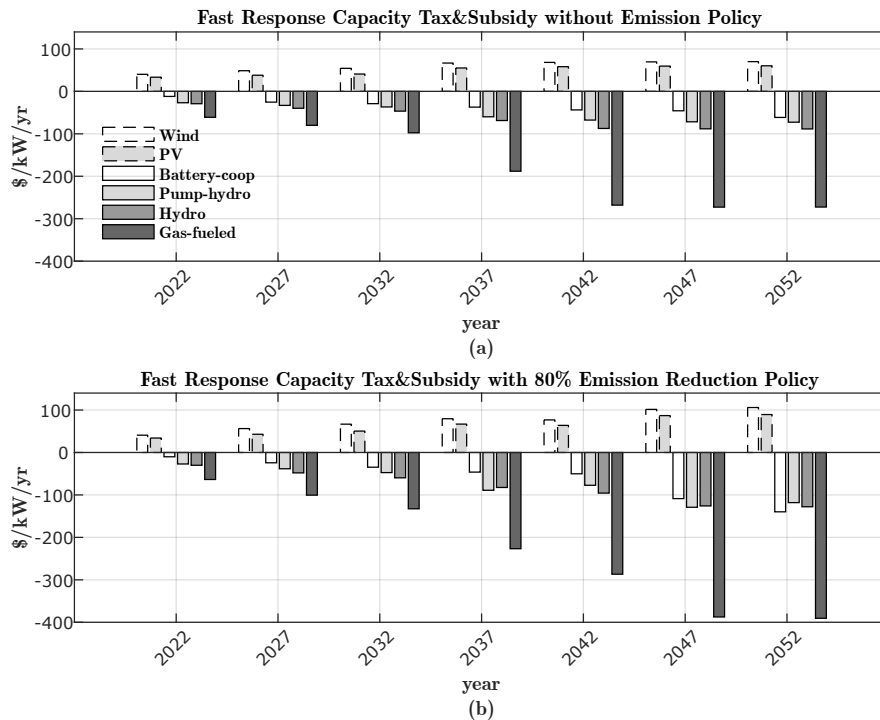 Fast Response Capacity Tax&Subsidy without Emission Policy
100
0
-100
-200
-300
-400
$/kW/yr
Wind
PV
Battery-coop
Pump-hydro
Hydro
Gas-fueled
2022
2027
2032
2037
2042
2047
2052
year
(a)
Fast Response Capacity Tax&Subsidy with 80% Emission Reduction Policy
100
0
-100
-200
-300
-400
$/kW/yr
2022
2027
2032
2037
2042
2047
2052
year
(b)